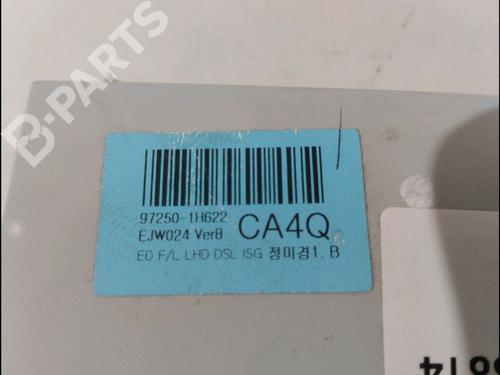 B-PARTS
97250-1H622
EJW024 Ver8
CA4Q
ED F/L LHD DSL ISG 정미경1. B